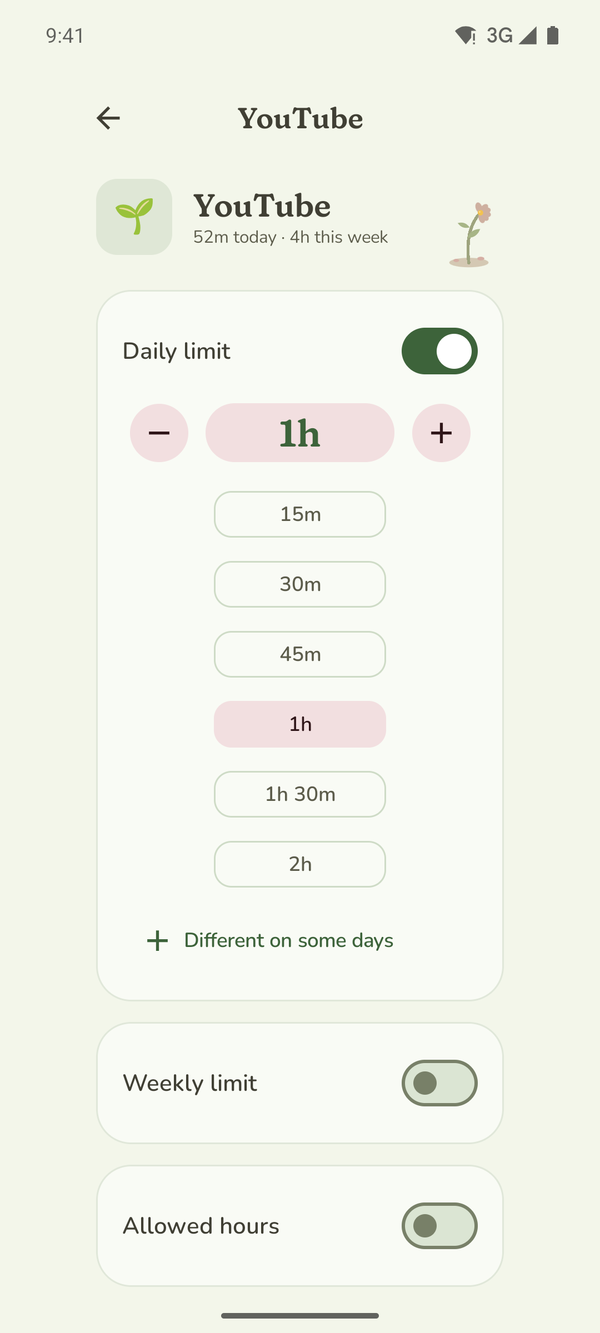 9:41
3G
YouTube
YouTube
52m today · 4h this week
Daily limit
1h
15m
30m
45m
1h
1h 30m
2h
Different on some days
Weekly limit
Allowed hours